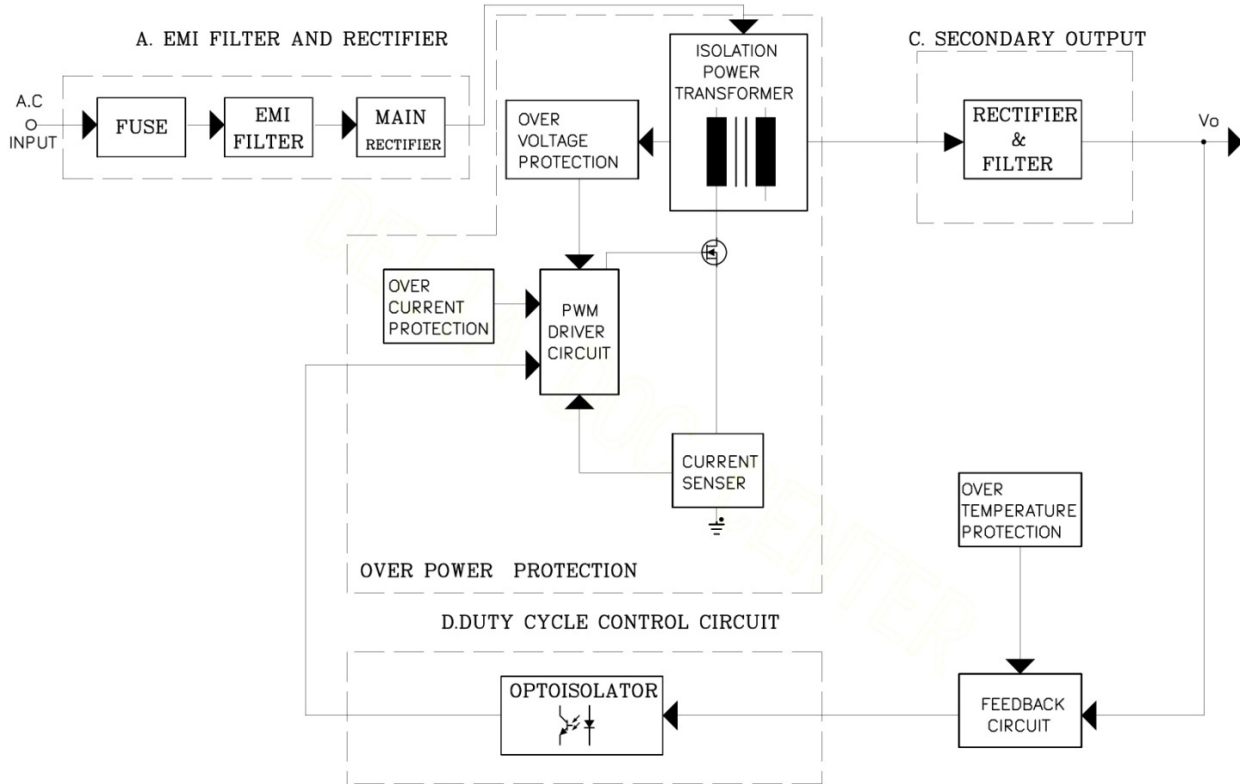 A. EMI FILTER AND RECTIFIER
A.C
INPUT
FUSE
EMI
FILTER
MAIN
RECTIFIER
OVER
VOLTAGE
PROTECTION
ISOLATION
POWER
TRANSFORMER
C. SECONDARY OUTPUT
RECTIFIER
&
FILTER
Vo
OVER
CURRENT
PROTECTION
PWM
DRIVER
CIRCUIT
CURRENT
SENSER
OVER
TEMPERATURE
PROTECTION
OVER POWER PROTECTION
D.DUTY CYCLE CONTROL CIRCUIT
OPTOISOLATOR
FEEDBACK
CIRCUIT